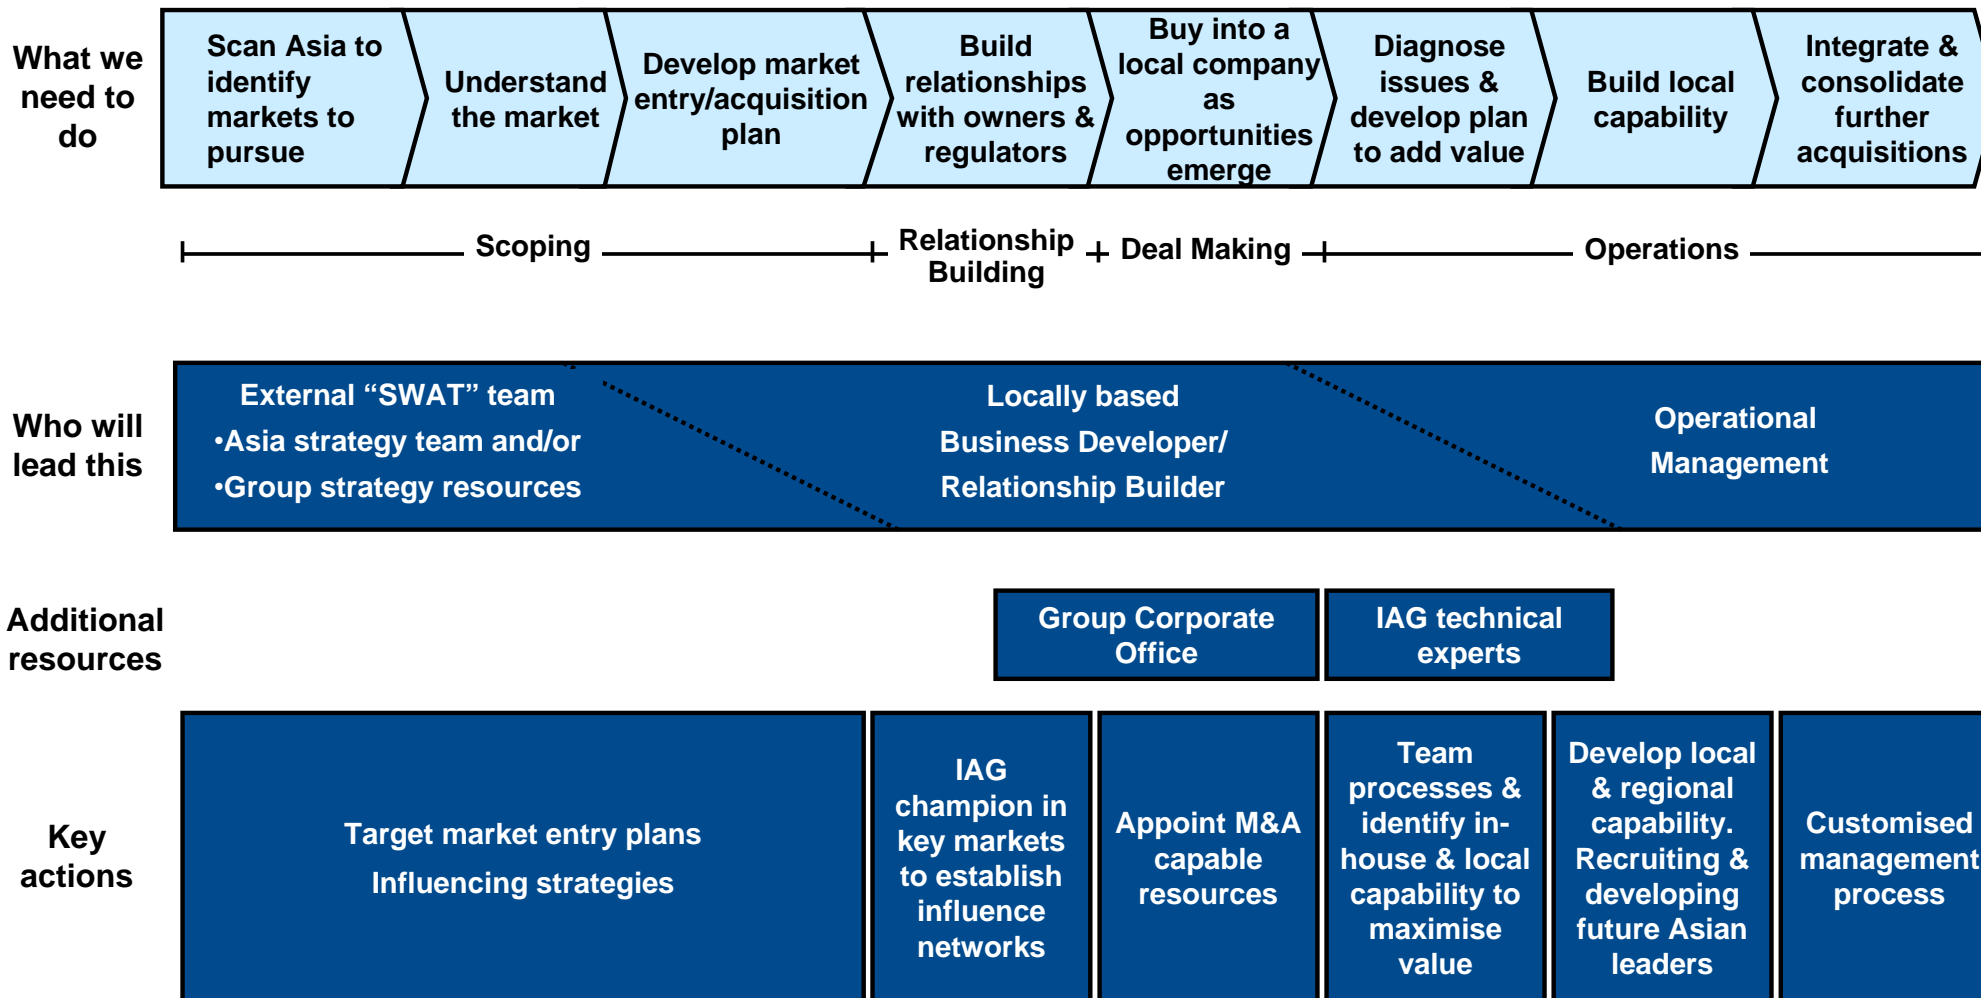 What we
need to
do
Scan Asia to
identify
markets to
pursue
Understand
the market
Develop market
entry/acquisition
plan
Build
relationships
with owners &
regulators
Buy into a
local company
as
opportunities
emerge
Diagnose
issues &
develop plan
to add value
Build local
capability
Integrate &
consolidate
further
acquisitions
Scoping
Relationship
Building
Deal Making
Operations
Who will
lead this
External “SWAT” team
•Asia strategy team and/or
•Group strategy resources
Locally based
Business Developer/
Relationship Builder
Operational
Management
Additional
resources
Group Corporate
Office
IAG technical
experts
Key
actions
Target market entry plans
Influencing strategies
IAG
champion in
key markets
to establish
influence
networks
Appoint M&A
capable
resources
Team
processes &
identify in-
house & local
capability to
maximise
value
Develop local
& regional
capability.
Recruiting &
developing
future Asian
leaders
Customised
management
process